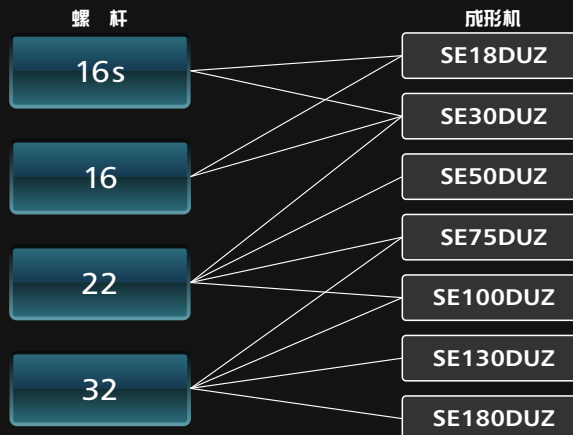 螺 杆
16s
16
22
32
成形机
SE18DUZ
SE30DUZ
SE50DUZ
SE75DUZ
SE100DUZ
SE130DUZ
SE180DUZ